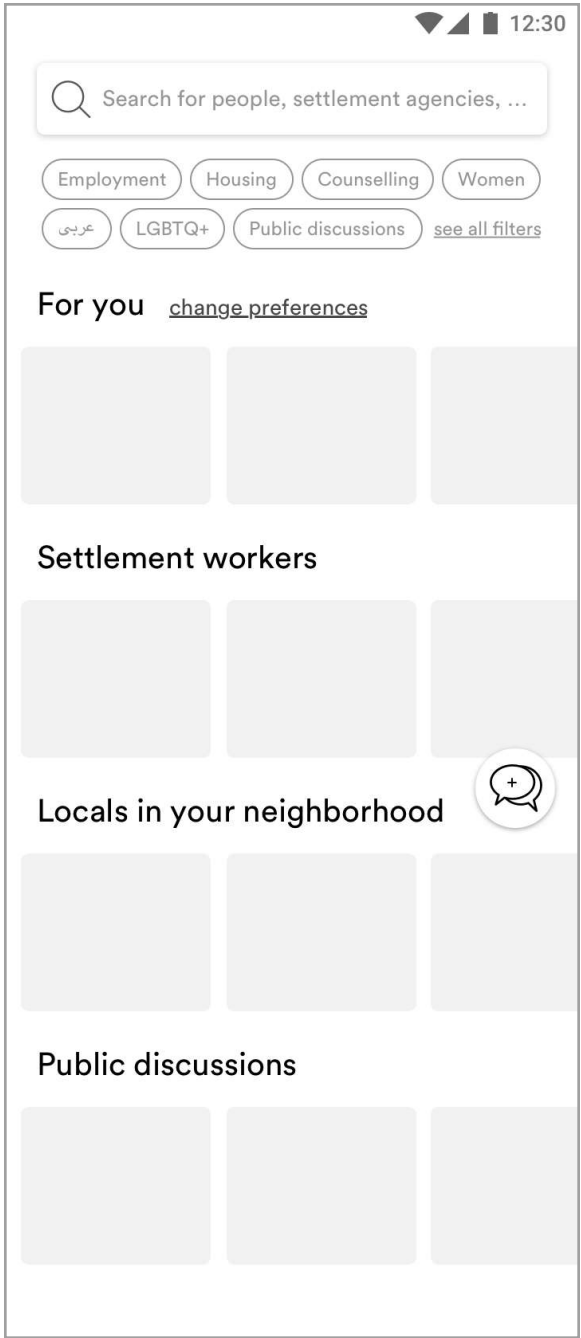 12:30
Search for people, settlement agencies, ...
Employment Housing Counselling Women
عربى LGBTQ+ Public discussions see all filters
For you change preferences
Settlement workers
Locals in your neighborhood
Public discussions